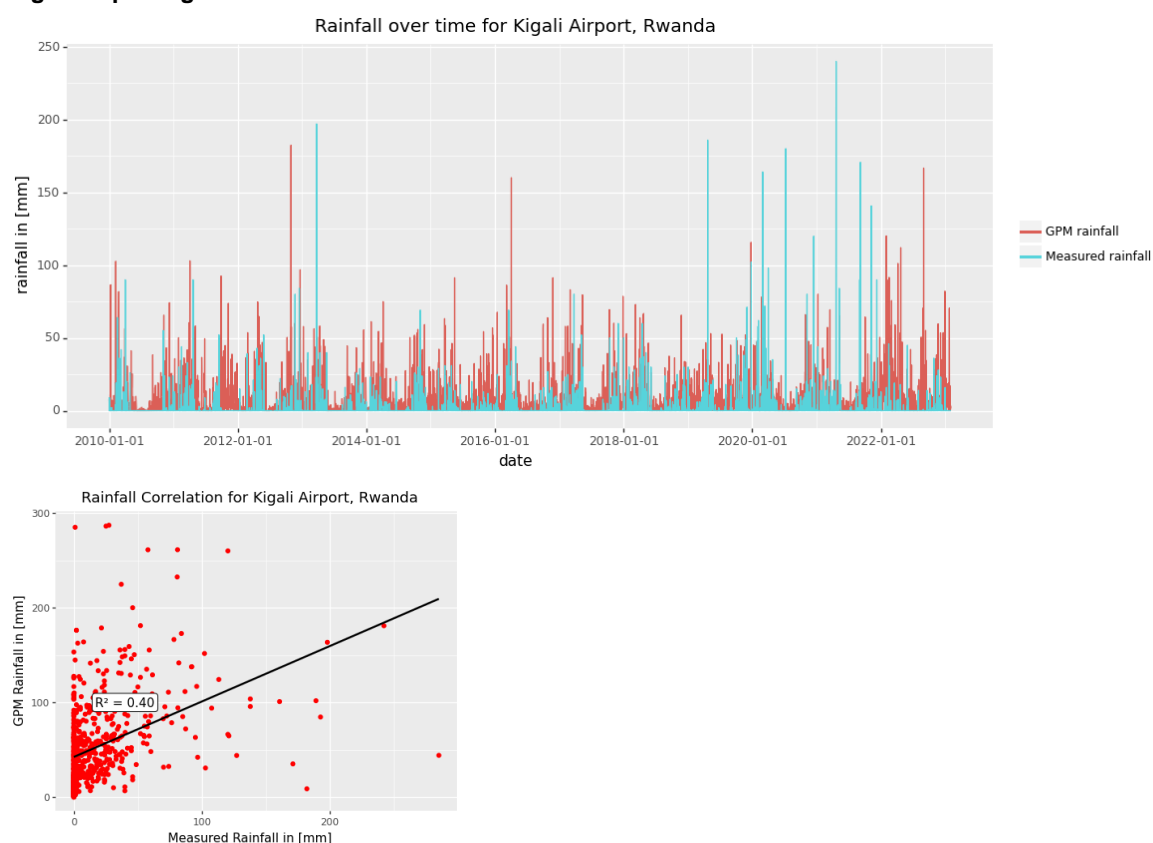 Rainfall over time for Kigali Airport, Rwanda
250
200
150
100
50
0
rainfall in [mm]
2010-01-01
2012-01-01
2014-01-01
2016-01-01
2018-01-01
2020-01-01
2022-01-01
date
GPM rainfall
Measured rainfall
Rainfall Correlation for Kigali Airport, Rwanda
300
200
100
0
GPM Rainfall in [mm]
R² = 0.40
0
100
200
Measured Rainfall in [mm]